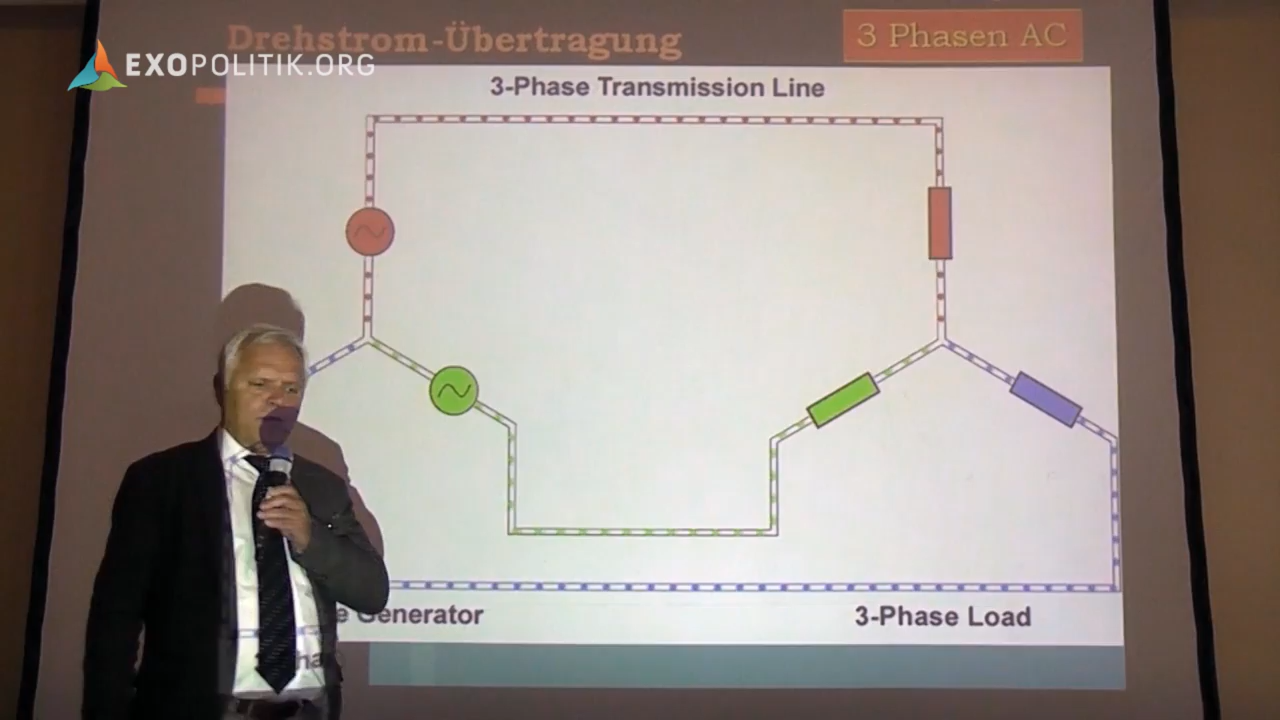 Drehstrom-Übertragung
3 Phasen AC
EXOPOLITIK.ORG
3-Phase Transmission Line
Generator
3-Phase Load